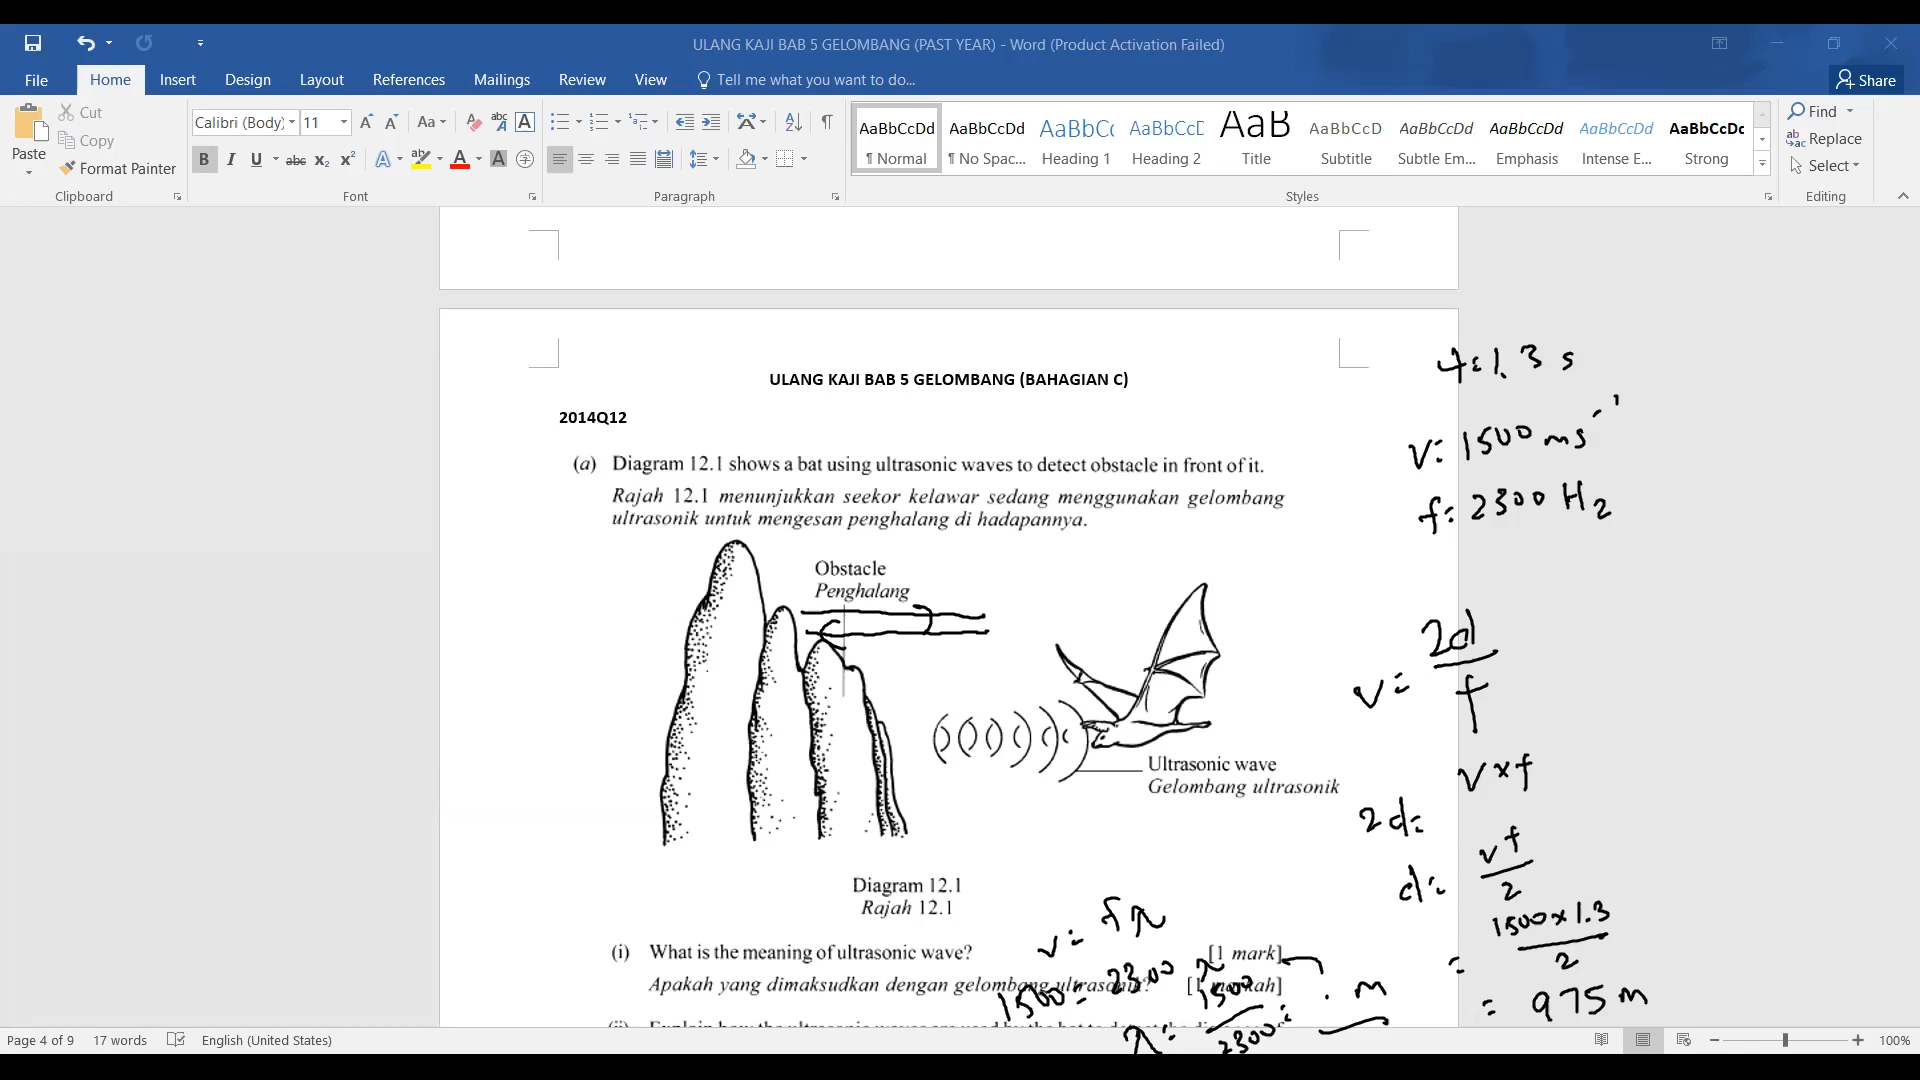 ULANG KAJI BAB 5 GELOMBANG (PAST YEAR) - Word (Product Activation Failed)
File Home Insert Design Layout References Mailings Review View Tell me what you want to do... Share
Paste Cut Copy Format Painter
Calibri (Body) 11
AaBbCcDd AaBbCcDd AaBbCc AaBbCcD AaB AaBbCcD AaBbCcDd AaBbCcDd AaBbCcDd AaBbCcDc
¶ Normal ¶ No Spac... Heading 1 Heading 2 Title Subtitle Subtle Em... Emphasis Intense E... Strong
Find Replace Select
Clipboard Font Paragraph Styles Editing
ULANG KAJI BAB 5 GELOMBANG (BAHAGIAN C)
2014Q12
(a) Diagram 12.1 shows a bat using ultrasonic waves to detect obstacle in front of it.
Rajah 12.1 menunjukkan seekor kelawar sedang menggunakan gelombang
ultrasonik untuk mengesan penghalang di hadapannya.
Obstacle
Penghalang
Ultrasonic wave
Gelombang ultrasonik
Diagram 12.1
Rajah 12.1
(i) What is the meaning of ultrasonic wave? [1 mark]
Apakah yang dimaksudkan dengan gelombang ultrasonik? [1 markah]
t = 1.3 s
v = 1500 ms⁻¹
f = 2300 Hz
v = 2d/t
v × t
2d =
d = vt/2
= 1500 × 1.3 / 2
= 975 m
v = fλ
1500 = 2300 λ
λ = 1500/2300 = . m
Page 4 of 9 17 words English (United States) 100%